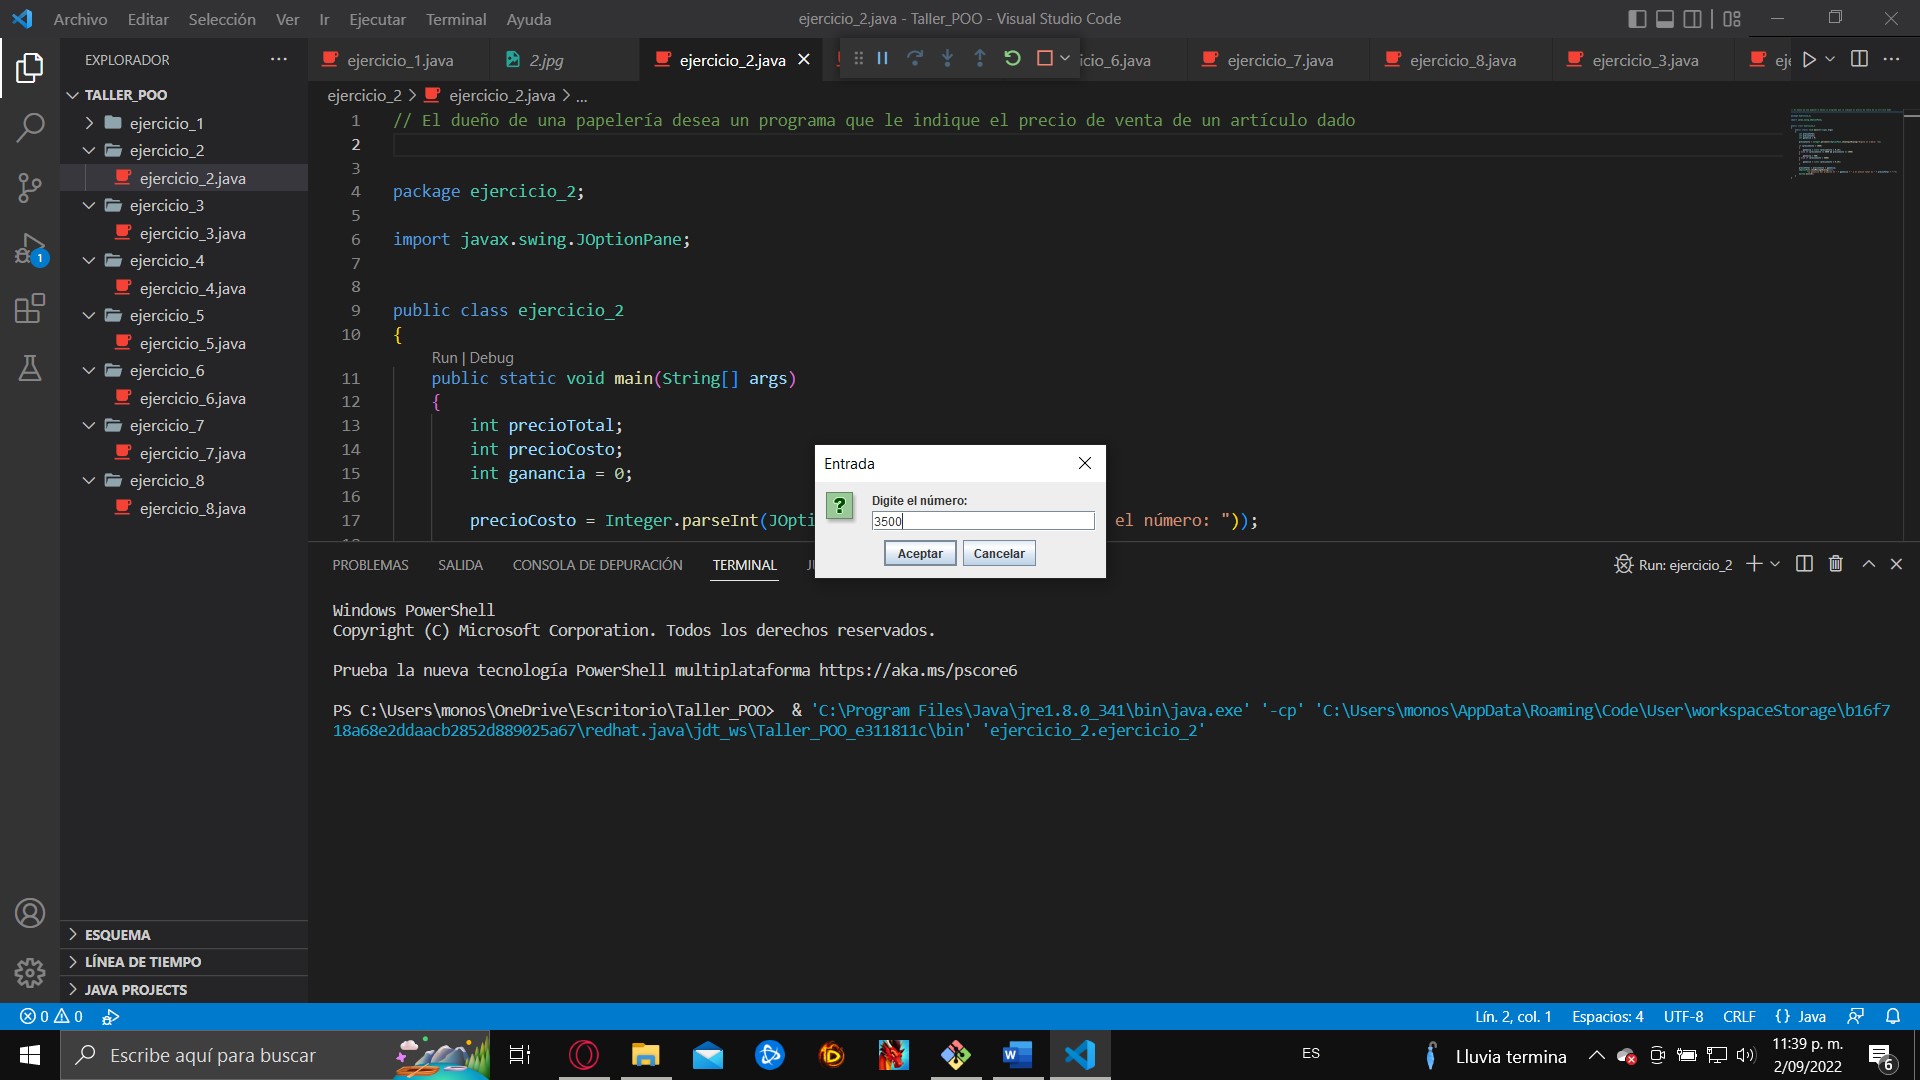 Archivo Editar Selección Ver Ir Ejecutar Terminal Ayuda
ejercicio_2.java - Taller_POO - Visual Studio Code
EXPLORADOR
ejercicio_1.java
2.jpg
ejercicio_2.java
icio_6.java
ejercicio_7.java
ejercicio_8.java
ejercicio_3.java
eje
TALLER_POO
ejercicio_1
ejercicio_2
ejercicio_2.java
ejercicio_3
ejercicio_3.java
ejercicio_4
ejercicio_4.java
ejercicio_5
ejercicio_5.java
ejercicio_6
ejercicio_6.java
ejercicio_7
ejercicio_7.java
ejercicio_8
ejercicio_8.java
1
ESQUEMA
LÍNEA DE TIEMPO
JAVA PROJECTS
ejercicio_2 > ejercicio_2.java > ...
1 // El dueño de una papelería desea un programa que le indique el precio de venta de un artículo dado
2
3
4 package ejercicio_2;
5
6 import javax.swing.JOptionPane;
7
8
9 public class ejercicio_2
10 {
Run | Debug
11 public static void main(String[] args)
12 {
13 int precioTotal;
14 int precioCosto;
15 int ganancia = 0;
16
17 precioCosto = Integer.parseInt(JOpti el número: "));
Entrada
Digite el número:
3500
Aceptar Cancelar
PROBLEMAS SALIDA CONSOLA DE DEPURACIÓN TERMINAL
Run: ejercicio_2
Windows PowerShell
Copyright (C) Microsoft Corporation. Todos los derechos reservados.
Prueba la nueva tecnología PowerShell multiplataforma https://aka.ms/pscore6
PS C:\Users\monos\OneDrive\Escritorio\Taller_POO> & 'C:\Program Files\Java\jre1.8.0_341\bin\java.exe' '-cp' 'C:\Users\monos\AppData\Roaming\Code\User\workspaceStorage\b16f7
18a68e2ddaacb2852d889025a67\redhat.java\jdt_ws\Taller_POO_e311811c\bin' 'ejercicio_2.ejercicio_2'
0 0
Lín. 2, col. 1 Espacios: 4 UTF-8 CRLF {} Java
Escribe aquí para buscar
ES
Lluvia termina
11:39 p. m.
2/09/2022
6